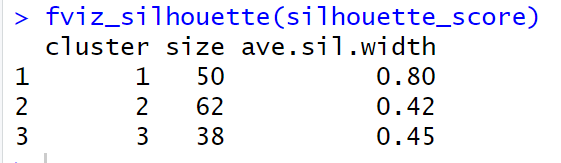 > fviz_silhouette(silhouette_score)
  cluster size ave.sil.width
1       1   50          0.80
2       2   62          0.42
3       3   38          0.45